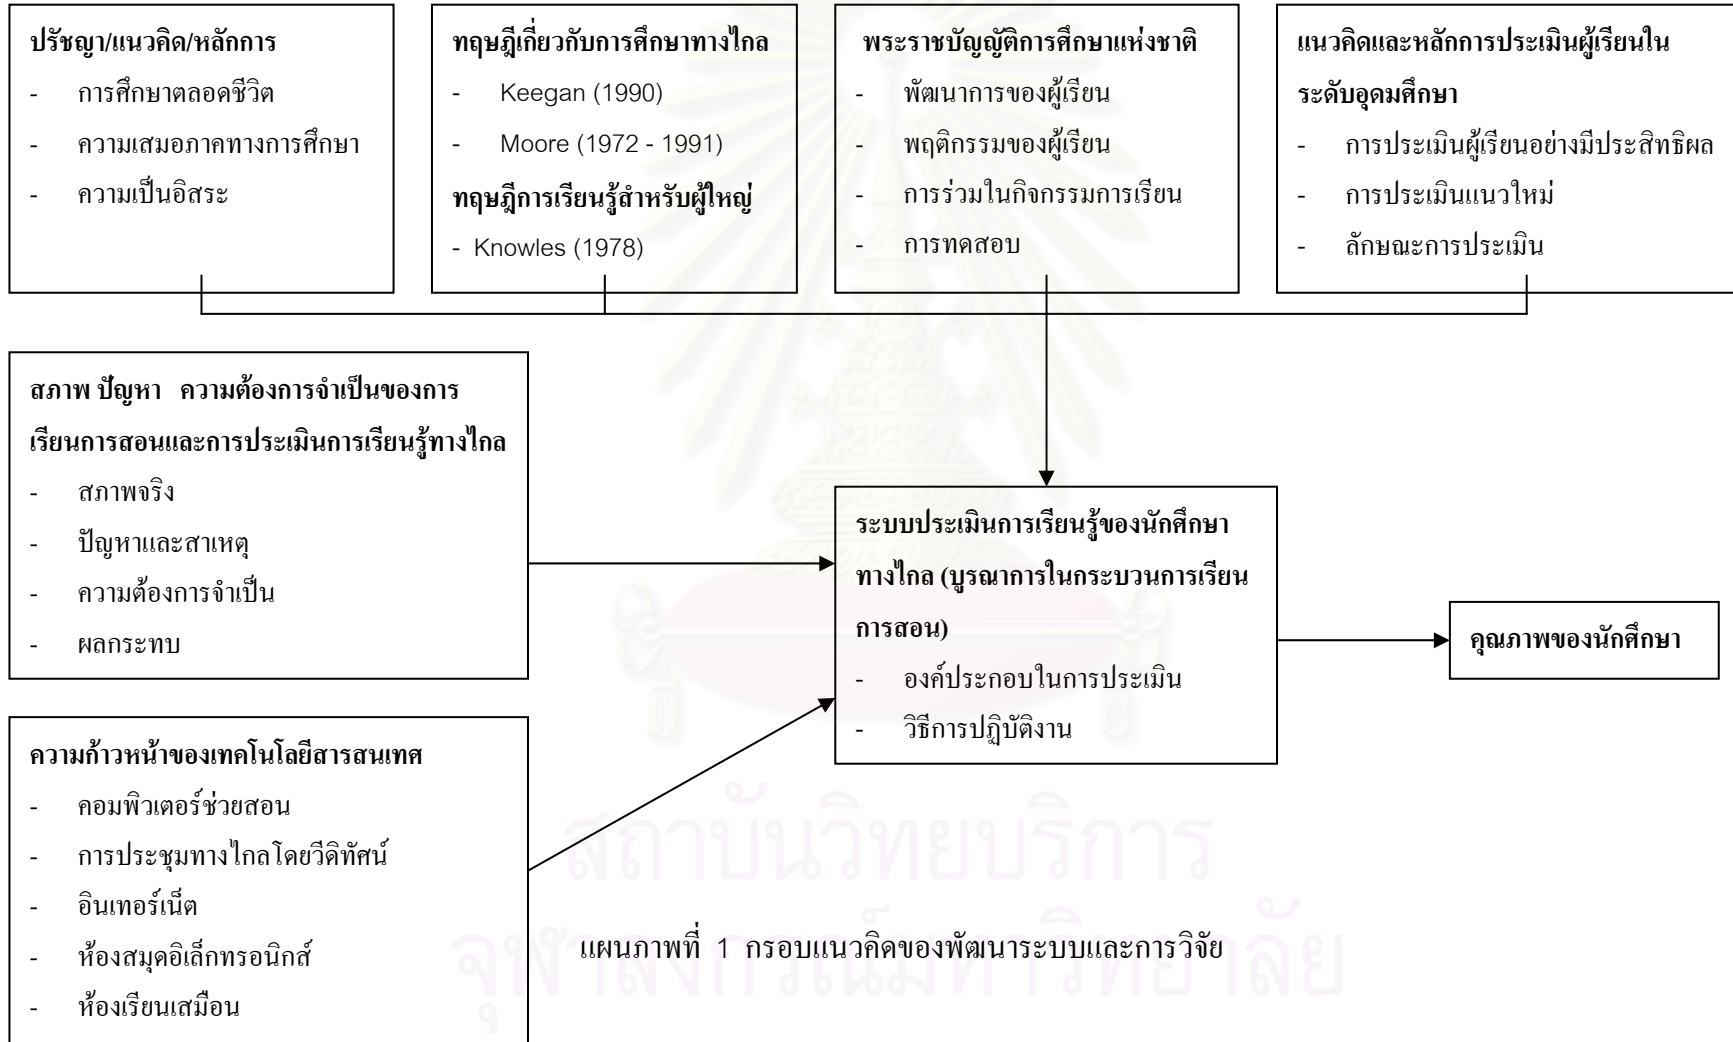 ปรัชญา/แนวคิด/หลักการ
- การศึกษาตลอดชีวิต
- ความเสมอภาคทางการศึกษา
- ความเป็นอิสระ
ทฤษฎีเกี่ยวกับการศึกษาทางไกล
- Keegan (1990)
- Moore (1972 - 1991)
ทฤษฎีการเรียนรู้สำหรับผู้ใหญ่
- Knowles (1978)
พระราชบัญญัติการศึกษาแห่งชาติ
- พัฒนาการของผู้เรียน
- พฤติกรรมของผู้เรียน
- การร่วมในกิจกรรมการเรียน
- การทดสอบ
แนวคิดและหลักการประเมินผู้เรียนใน
ระดับอุดมศึกษา
- การประเมินผู้เรียนอย่างมีประสิทธิผล
- การประเมินแนวใหม่
- ลักษณะการประเมิน
สภาพ ปัญหา ความต้องการจำเป็นของการ
เรียนการสอนและการประเมินการเรียนรู้ทางไกล
- สภาพจริง
- ปัญหาและสาเหตุ
- ความต้องการจำเป็น
- ผลกระทบ
ระบบประเมินการเรียนรู้ของนักศึกษา
ทางไกล (บูรณาการในกระบวนการเรียน
การสอน)
- องค์ประกอบในการประเมิน
- วิธีการปฏิบัติงาน
คุณภาพของนักศึกษา
ความก้าวหน้าของเทคโนโลยีสารสนเทศ
- คอมพิวเตอร์ช่วยสอน
- การประชุมทางไกลโดยวีดิทัศน์
- อินเทอร์เน็ต
- ห้องสมุดอิเล็กทรอนิกส์
- ห้องเรียนเสมือน
สถาบันวิทยบริการ
จุฬาลงกรณ์มหาวิทยาลัย
แผนภาพที่ 1 กรอบแนวคิดของพัฒนาระบบและการวิจัย